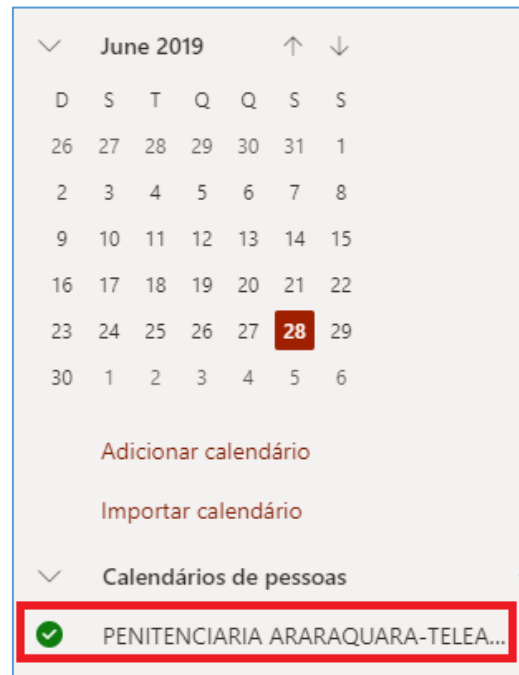 June 2019
D S T Q Q S S
26 27 28 29 30 31 1
2 3 4 5 6 7 8
9 10 11 12 13 14 15
16 17 18 19 20 21 22
23 24 25 26 27 28 29
30 1 2 3 4 5 6
Adicionar calendário
Importar calendário
Calendários de pessoas
PENITENCIARIA ARARAQUARA-TELEA...